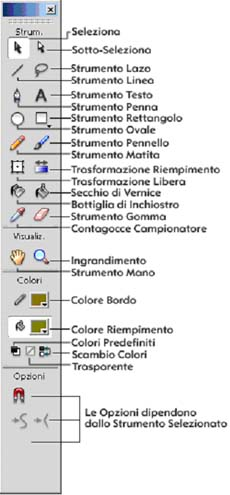 Strum.
Seleziona
Sotto-Seleziona
Strumento Lazo
Strumento Linea
Strumento Testo
Strumento Penna
Strumento Rettangolo
Strumento Ovale
Strumento Pennello
Strumento Matita
Trasformazione Riempimento
Trasformazione Libera
Secchio di Vernice
Bottiglia di Inchiostro
Strumento Gomma
Contagocce Campionatore
Visualiz.
Ingrandimento
Strumento Mano
Colori
Colore Bordo
Colore Riempimento
Colori Predefiniti
Scambio Colori
Trasparente
Opzioni
Le Opzioni dipendono
dallo Strumento Selezionato